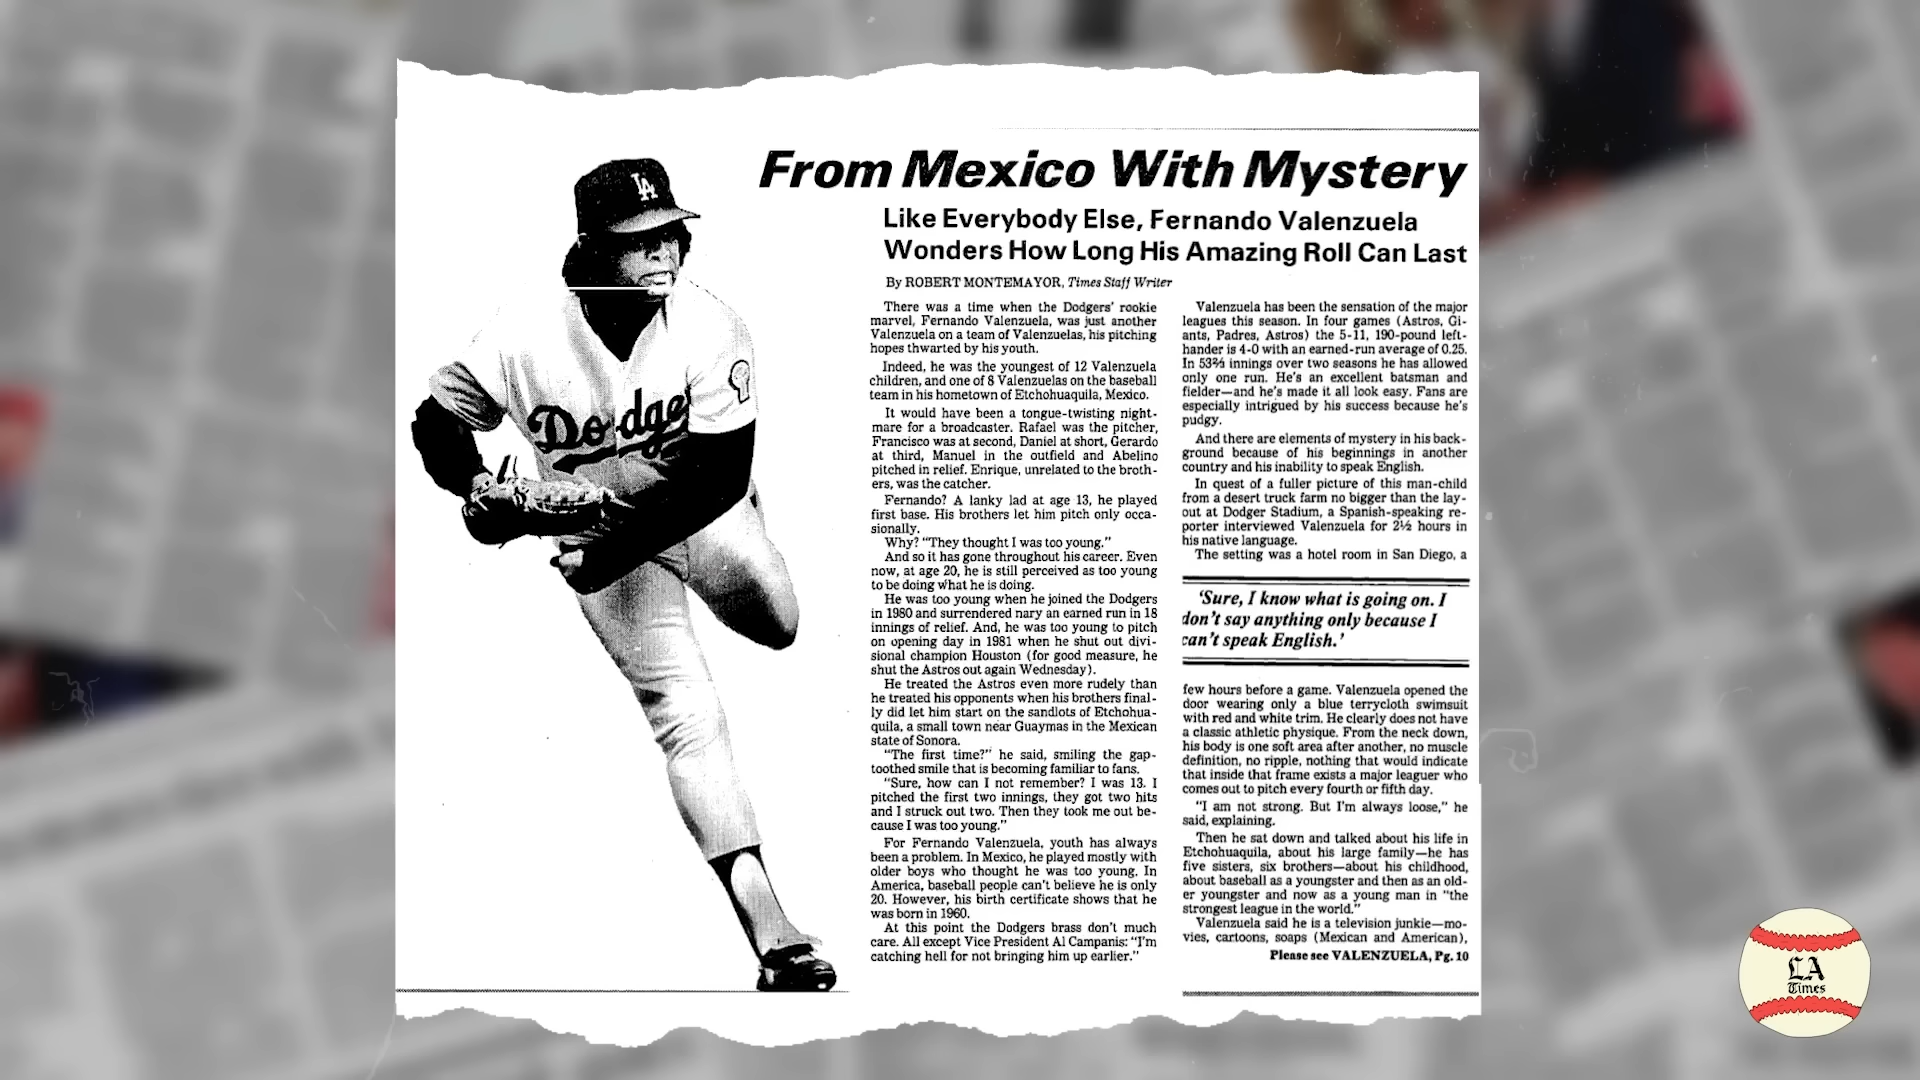 From Mexico With Mystery
Like Everybody Else, Fernando Valenzuela
Wonders How Long His Amazing Roll Can Last
By ROBERT MONTEMAYOR, Times Staff Writer
There was a time when the Dodgers' rookie
marvel, Fernando Valenzuela, was just another
Valenzuela on a team of Valenzuelas, his pitching
hopes thwarted by his youth.
Indeed, he was the youngest of 12 Valenzuela
children, and one of 8 Valenzuelas on the baseball
team in his hometown of Etchohuaquila, Mexico.
It would have been a tongue-twisting night-
mare for a broadcaster. Rafael was the pitcher,
Francisco was at second, Daniel at short, Gerardo
at third, Manuel in the outfield and Abelino
pitched in relief. Enrique, unrelated to the broth-
ers, was the catcher.
Fernando? A lanky lad at age 13, he played
first base. His brothers let him pitch only occa-
sionally.
Why? "They thought I was too young."
And so it has gone throughout his career. Even
now, at age 20, he is still perceived as too young
to be doing what he is doing.
He was too young when he joined the Dodgers
in 1980 and surrendered nary an earned run in 18
innings of relief. And, he was too young to pitch
on opening day in 1981 when he shut out divi-
sional champion Houston (for good measure, he
shut the Astros out again Wednesday).
He treated the Astros even more rudely than
he treated his opponents when his brothers final-
ly did let him start on the sandlots of Etchohua-
quila, a small town near Guaymas in the Mexican
state of Sonora.
"The first time?" he said, smiling the gap-
toothed smile that is becoming familiar to fans.
"Sure, how can I not remember? I was 13. I
pitched the first two innings, they got two hits
and I struck out two. Then they took me out be-
cause I was too young."
For Fernando Valenzuela, youth has always
been a problem. In Mexico, he played mostly with
older boys who thought he was too young. In
America, baseball people can't believe he is only
20. However, his birth certificate shows that he
was born in 1960.
At this point the Dodgers brass don't much
care. All except Vice President Al Campanis: "I'm
catching hell for not bringing him up earlier."
Valenzuela has been the sensation of the major
leagues this season. In four games (Astros, Gi-
ants, Padres, Astros) the 5-11, 190-pound left-
hander is 4-0 with an earned-run average of 0.25.
In 53⅔ innings over two seasons he has allowed
only one run. He's an excellent batsman and
fielder—and he's made it all look easy. Fans are
especially intrigued by his success because he's
pudgy.
And there are elements of mystery in his back-
ground because of his beginnings in another
country and his inability to speak English.
In quest of a fuller picture of this man-child
from a desert truck farm no bigger than the lay-
out at Dodger Stadium, a Spanish-speaking re-
porter interviewed Valenzuela for 2½ hours in
his native language.
The setting was a hotel room in San Diego, a
'Sure, I know what is going on. I
don't say anything only because I
can't speak English.'
few hours before a game. Valenzuela opened the
door wearing only a blue terrycloth swimsuit
with red and white trim. He clearly does not have
a classic athletic physique. From the neck down,
his body is one soft area after another, no muscle
definition, no ripple, nothing that would indicate
that inside that frame exists a major leaguer who
comes out to pitch every fourth or fifth day.
"I am not strong. But I'm always loose," he
said, explaining.
Then he sat down and talked about his life in
Etchohuaquila, about his large family—he has
five sisters, six brothers—about his childhood,
about baseball as a youngster and then as an old-
er youngster and now as a young man in "the
strongest league in the world."
Valenzuela said he is a television junkie—mo-
vies, cartoons, soaps (Mexican and American),
Please see VALENZUELA, Pg. 10
LA
Dodge
LA
Times